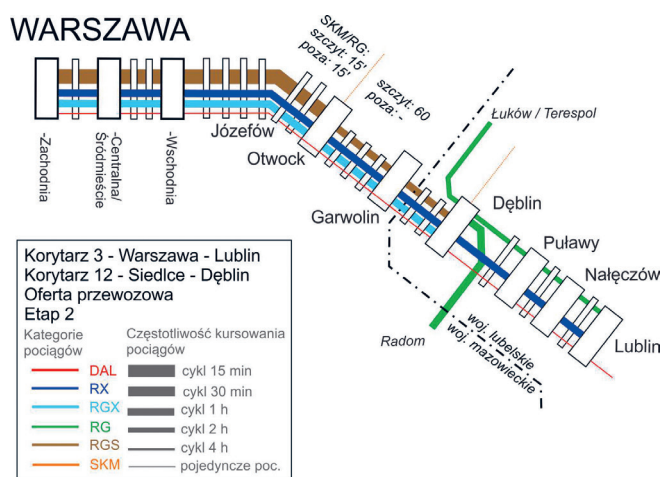 WARSZAWA
SKM/RG:
szczyt: 15'
poza: 15'
szczyt: 60
poza: -
Łuków / Terespol
Józefów
Otwock
Garwolin
Dęblin
Puławy
Nałęczów
Lublin
Radom
woj. lubelskie
woj. mazowieckie
-Zachodnia
-Centralna/
Śródmieście
-Wschodnia
Korytarz 3 - Warszawa - Lublin
Korytarz 12 - Siedlce - Dęblin
Oferta przewozowa
Etap 2
Kategorie
pociągów
Częstotliwość kursowania
pociągów
DAL
cykl 15 min
RX
cykl 30 min
RGX
cykl 1 h
RG
cykl 2 h
RGS
cykl 4 h
SKM
pojedyncze poc.